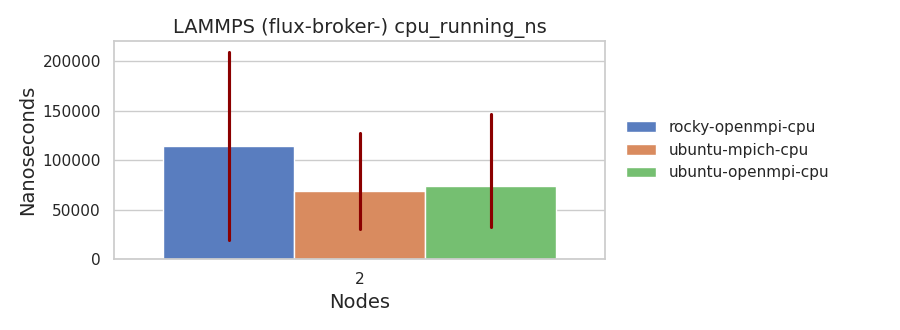 LAMMPS (flux-broker-) cpu_running_ns
Nanoseconds
200000
150000
100000
50000
0
2
Nodes
rocky-openmpi-cpu
ubuntu-mpich-cpu
ubuntu-openmpi-cpu